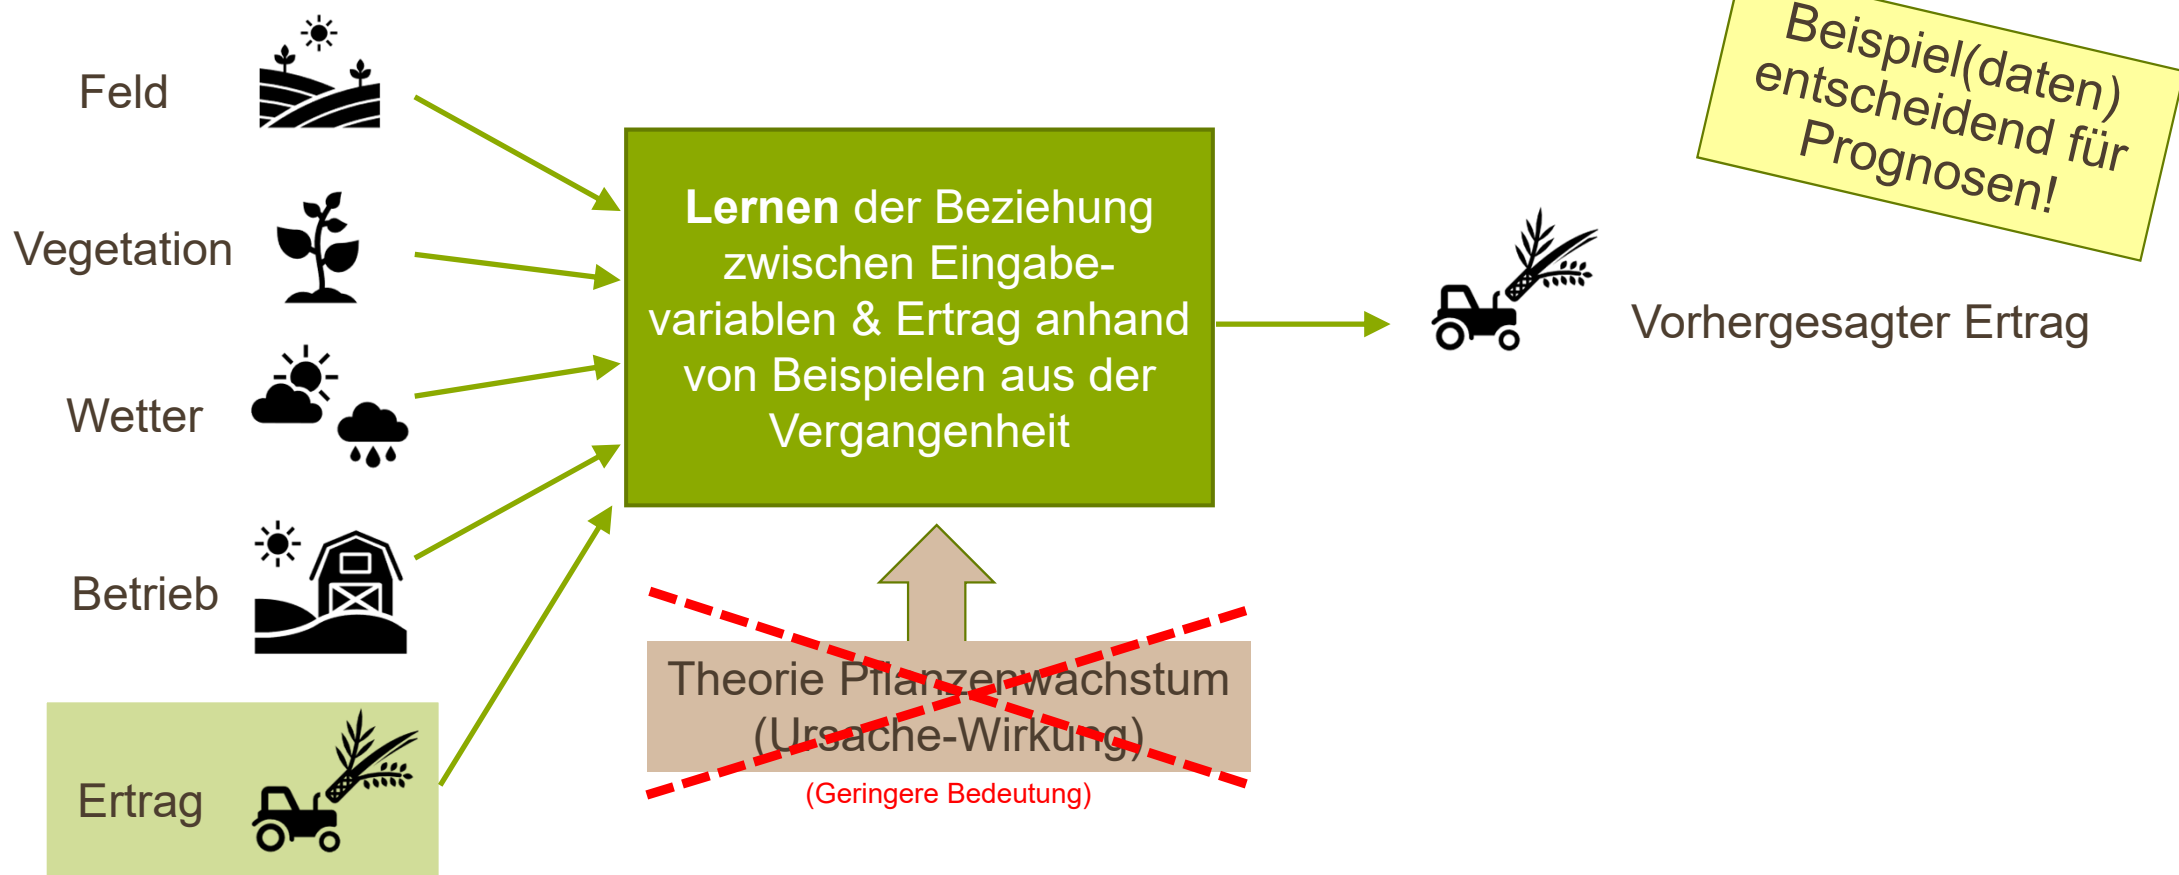 Feld
Vegetation
Wetter
Betrieb
Ertrag
Lernen der Beziehung
zwischen Eingabe-
variablen & Ertrag anhand
von Beispielen aus der
Vergangenheit
Theorie Pflanzenwachstum
(Ursache-Wirkung)
(Geringere Bedeutung)
Vorhergesagter Ertrag
Beispiel(daten)
entscheidend für
Prognosen!